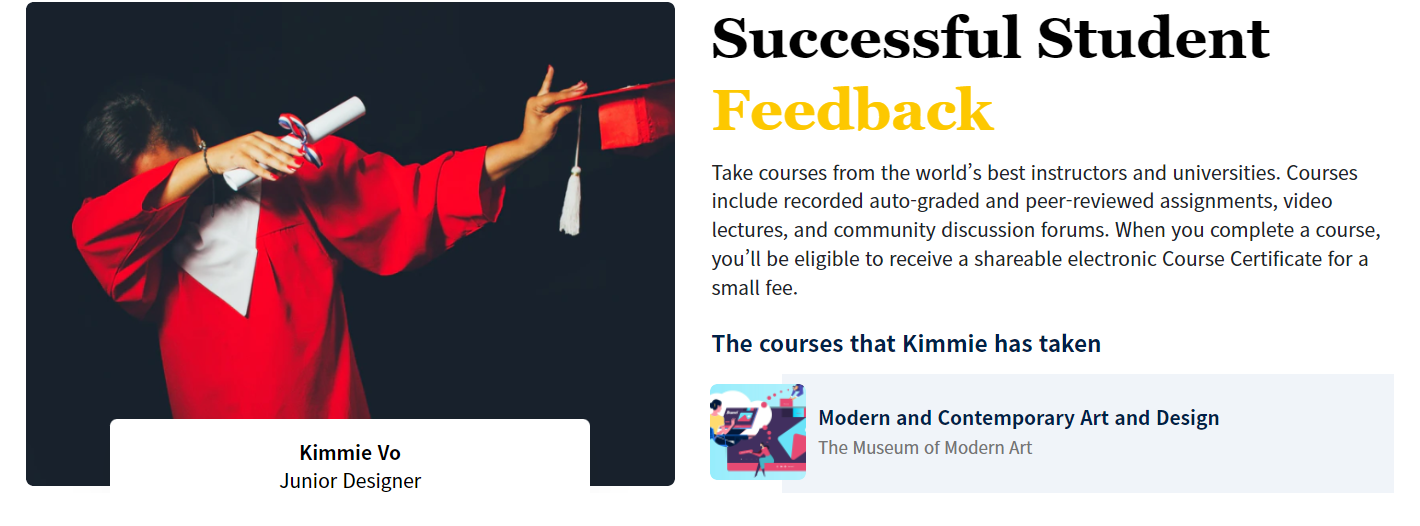 Successful Student
Feedback
Take courses from the world’s best instructors and universities. Courses
include recorded auto-graded and peer-reviewed assignments, video
lectures, and community discussion forums. When you complete a course,
you’ll be eligible to receive a shareable electronic Course Certificate for a
small fee.
The courses that Kimmie has taken
Modern and Contemporary Art and Design
The Museum of Modern Art
Kimmie Vo
Junior Designer